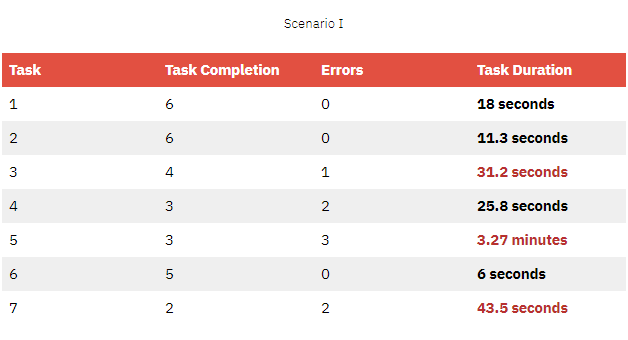 Scenario I
Task Task Completion Errors Task Duration
1 6 0 18 seconds
2 6 0 11.3 seconds
3 4 1 31.2 seconds
4 3 2 25.8 seconds
5 3 3 3.27 minutes
6 5 0 6 seconds
7 2 2 43.5 seconds